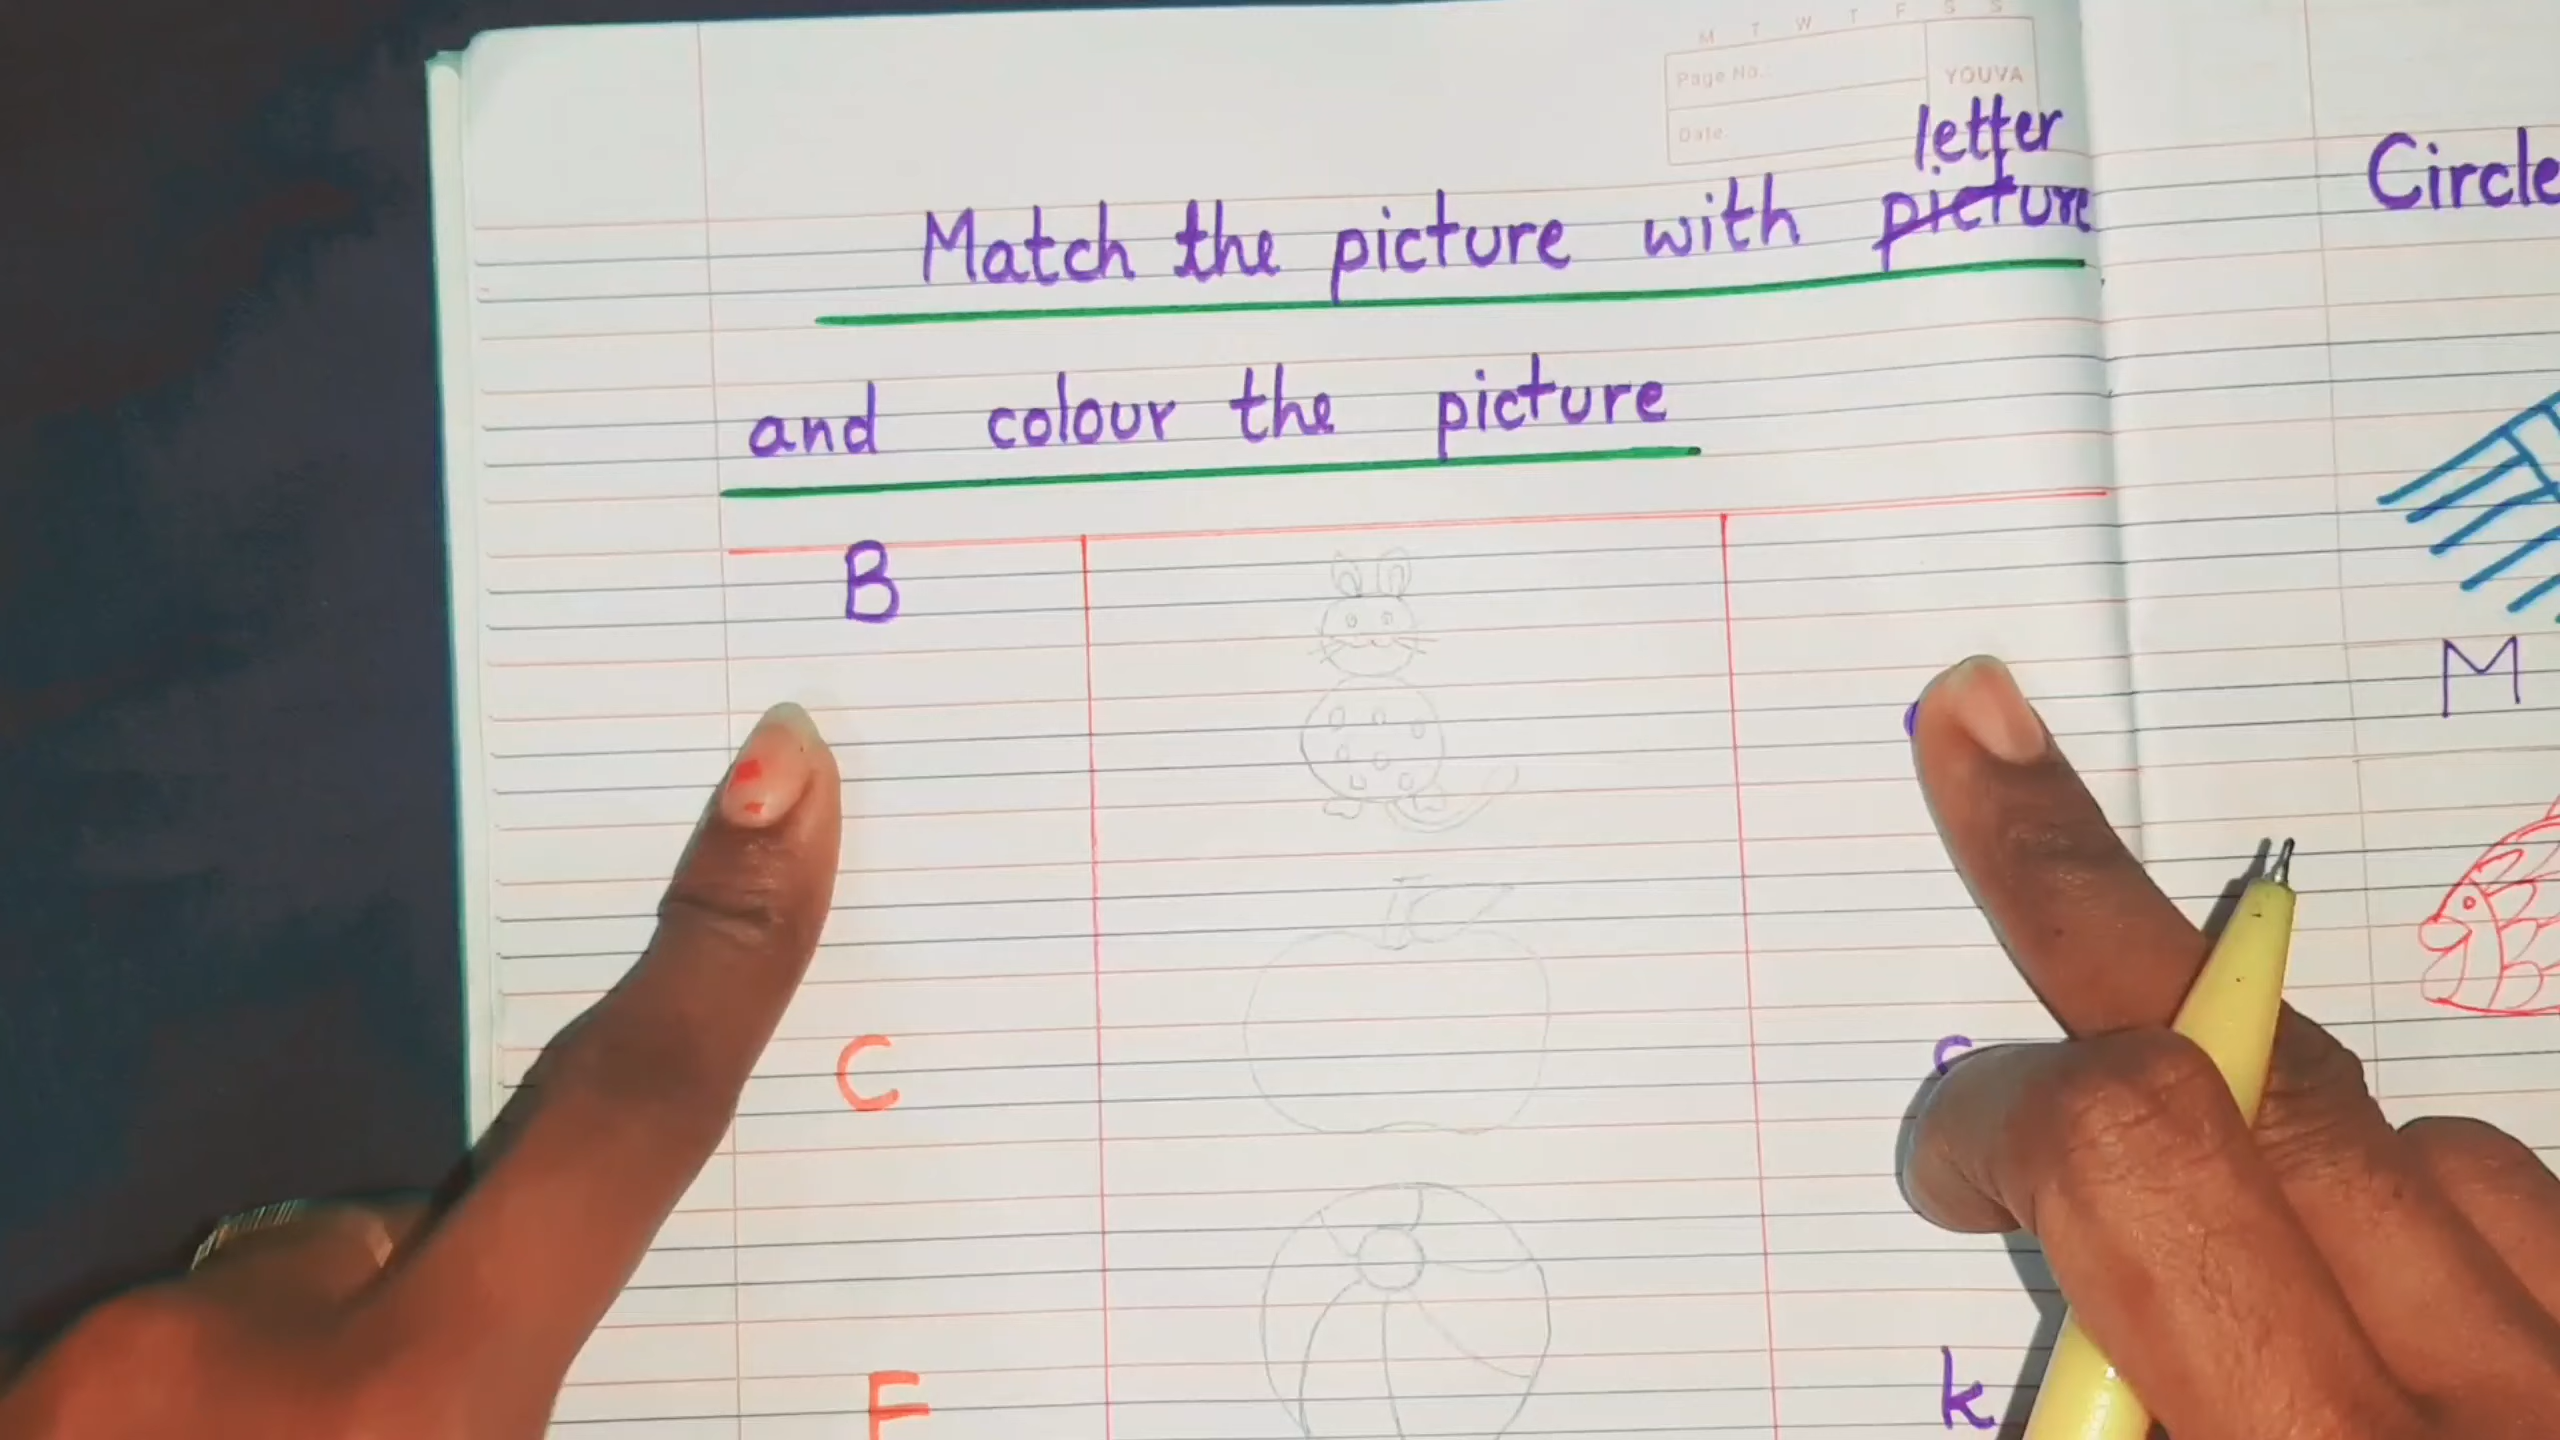 M T W T F S S
Page No.
YOUVA
Date
letter
Match the picture with picture
and colour the picture
Circle
B
M
C
F
k